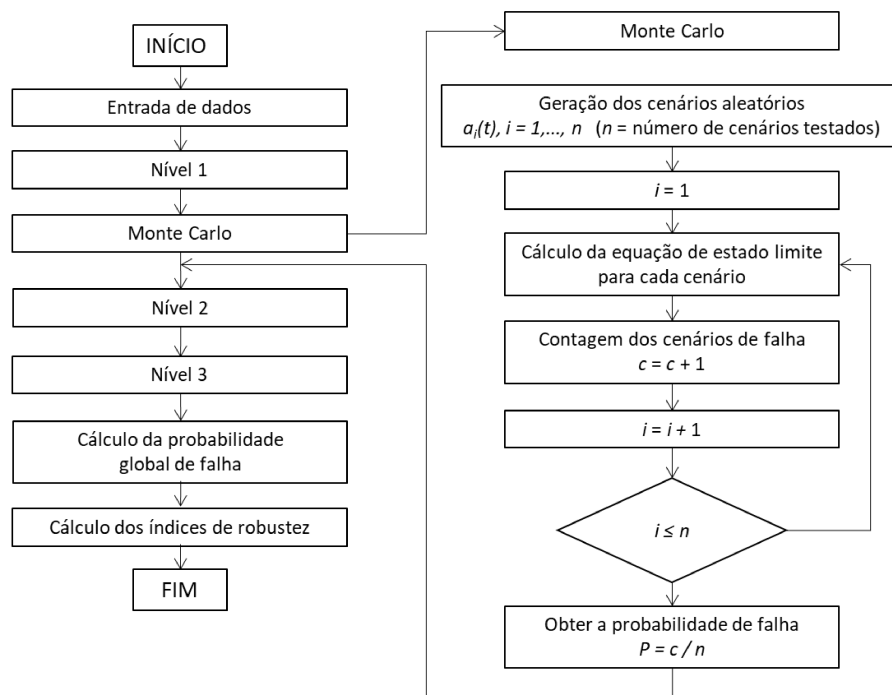 INÍCIO
Entrada de dados
Nível 1
Monte Carlo
Nível 2
Nível 3
Cálculo da probabilidade
global de falha
Cálculo dos índices de robustez
FIM
Monte Carlo
Geração dos cenários aleatórios
aᵢ(t), i = 1,..., n (n = número de cenários testados)
i = 1
Cálculo da equação de estado limite
para cada cenário
Contagem dos cenários de falha
c = c + 1
i = i + 1
i ≤ n
Obter a probabilidade de falha
P = c / n